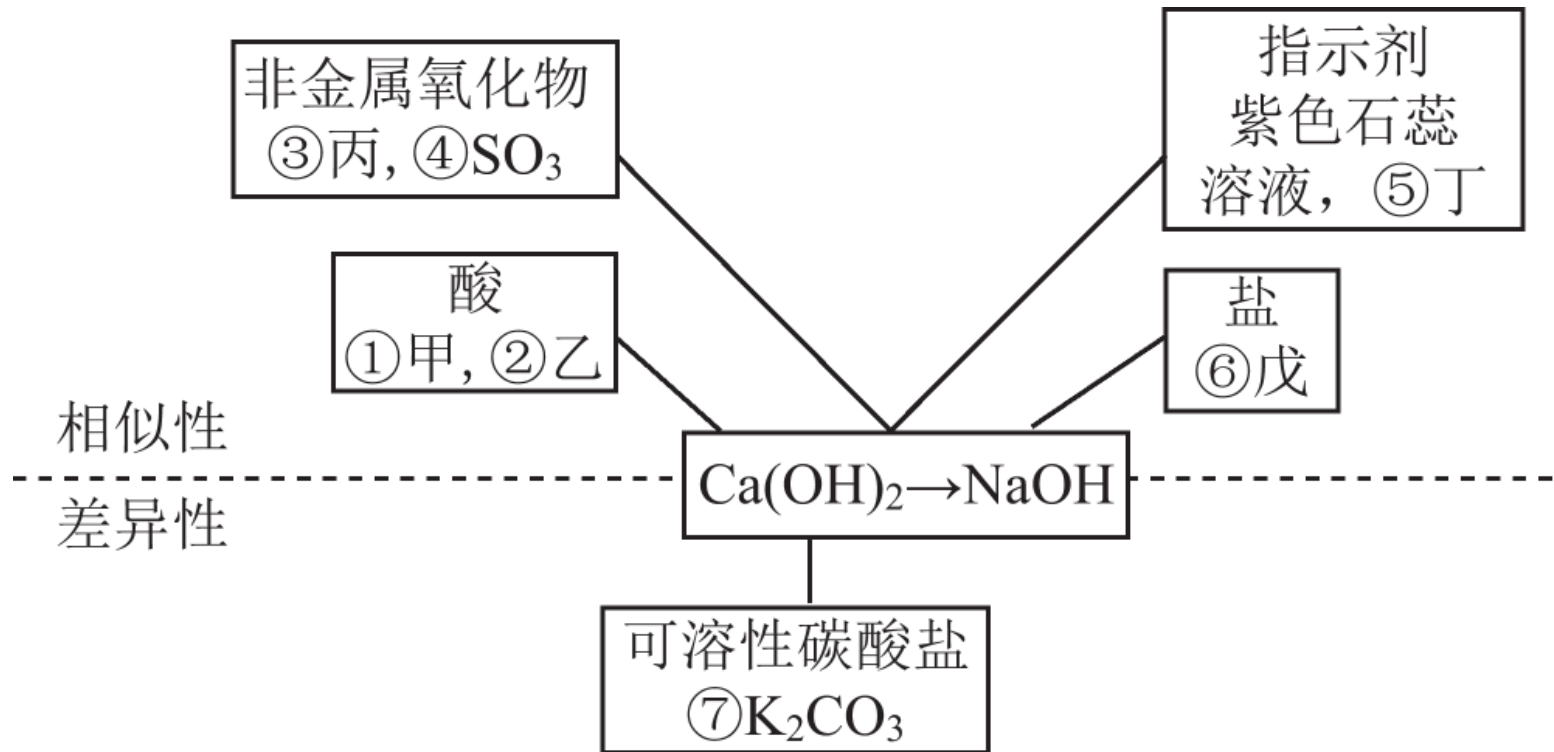 非金属氧化物
③丙, ④SO₃
指示剂
紫色石蕊
溶液，⑤丁
酸
①甲, ②乙
盐
⑥戊
相似性
Ca(OH)₂→NaOH
差异性
可溶性碳酸盐
⑦K₂CO₃